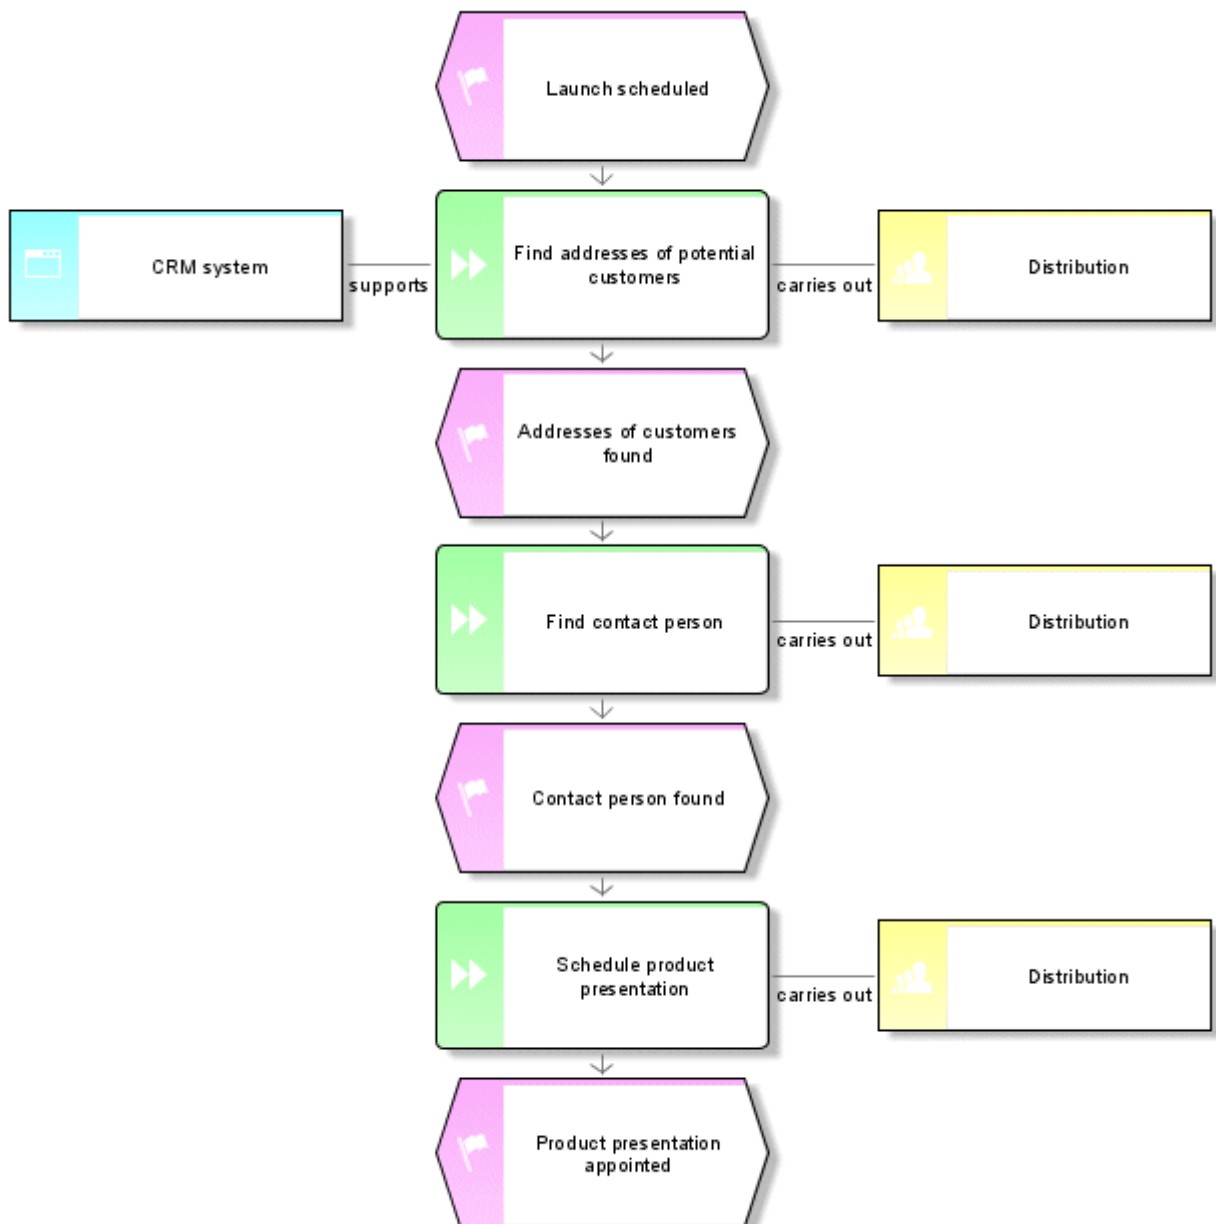 Launch scheduled
CRM system
supports
Find addresses of potential
customers
carries out
Distribution
Addresses of customers
found
Find contact person
carries out
Distribution
Contact person found
Schedule product
presentation
carries out
Distribution
Product presentation
appointed